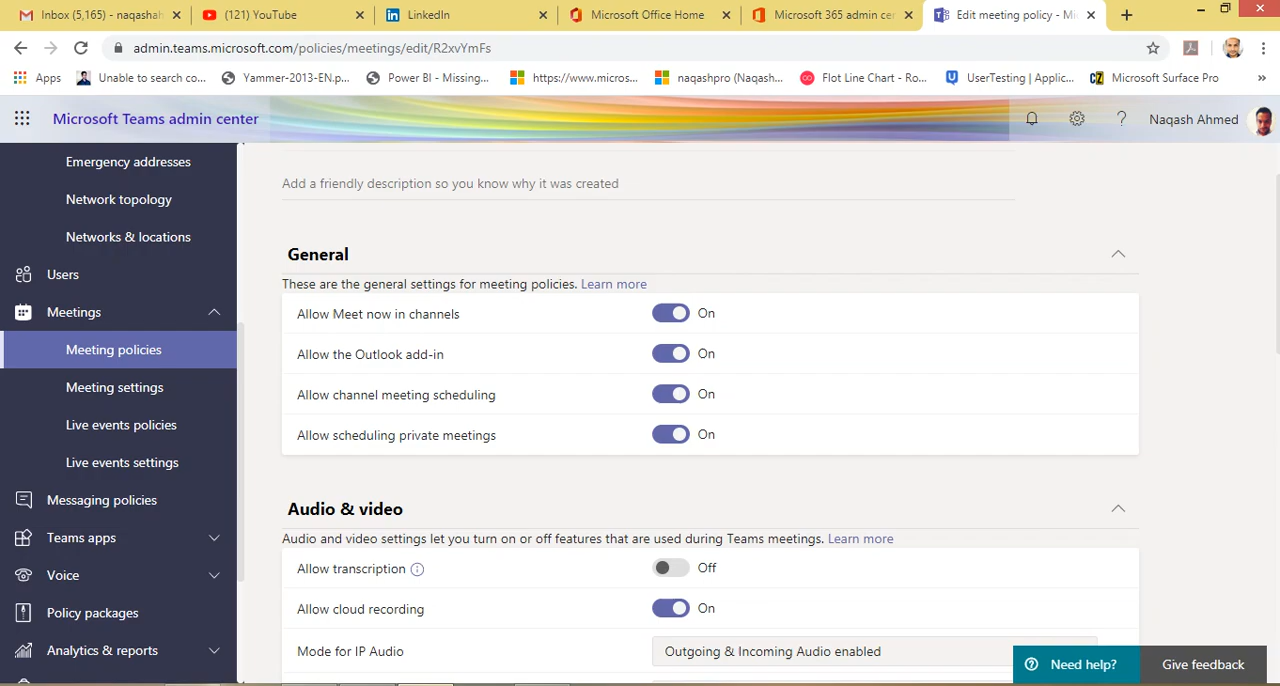 Inbox (5,165) - naqashah
(121) YouTube
LinkedIn
Microsoft Office Home
Microsoft 365 admin cer
Edit meeting policy - Mi
admin.teams.microsoft.com/policies/meetings/edit/R2xvYmFs
Apps
Unable to search co...
Yammer-2013-EN.p...
Power BI - Missing...
https://www.micros...
naqashpro (Naqash...
Flot Line Chart - Ro...
UserTesting | Applic...
Microsoft Surface Pro
»
Microsoft Teams admin center
Naqash Ahmed
Emergency addresses
Network topology
Networks & locations
Users
Meetings
Meeting policies
Meeting settings
Live events policies
Live events settings
Messaging policies
Teams apps
Voice
Policy packages
Analytics & reports
Add a friendly description so you know why it was created
General
These are the general settings for meeting policies. Learn more
Allow Meet now in channels On
Allow the Outlook add-in On
Allow channel meeting scheduling On
Allow scheduling private meetings On
Audio & video
Audio and video settings let you turn on or off features that are used during Teams meetings. Learn more
Allow transcription Off
Allow cloud recording On
Mode for IP Audio Outgoing & Incoming Audio enabled
Need help?
Give feedback